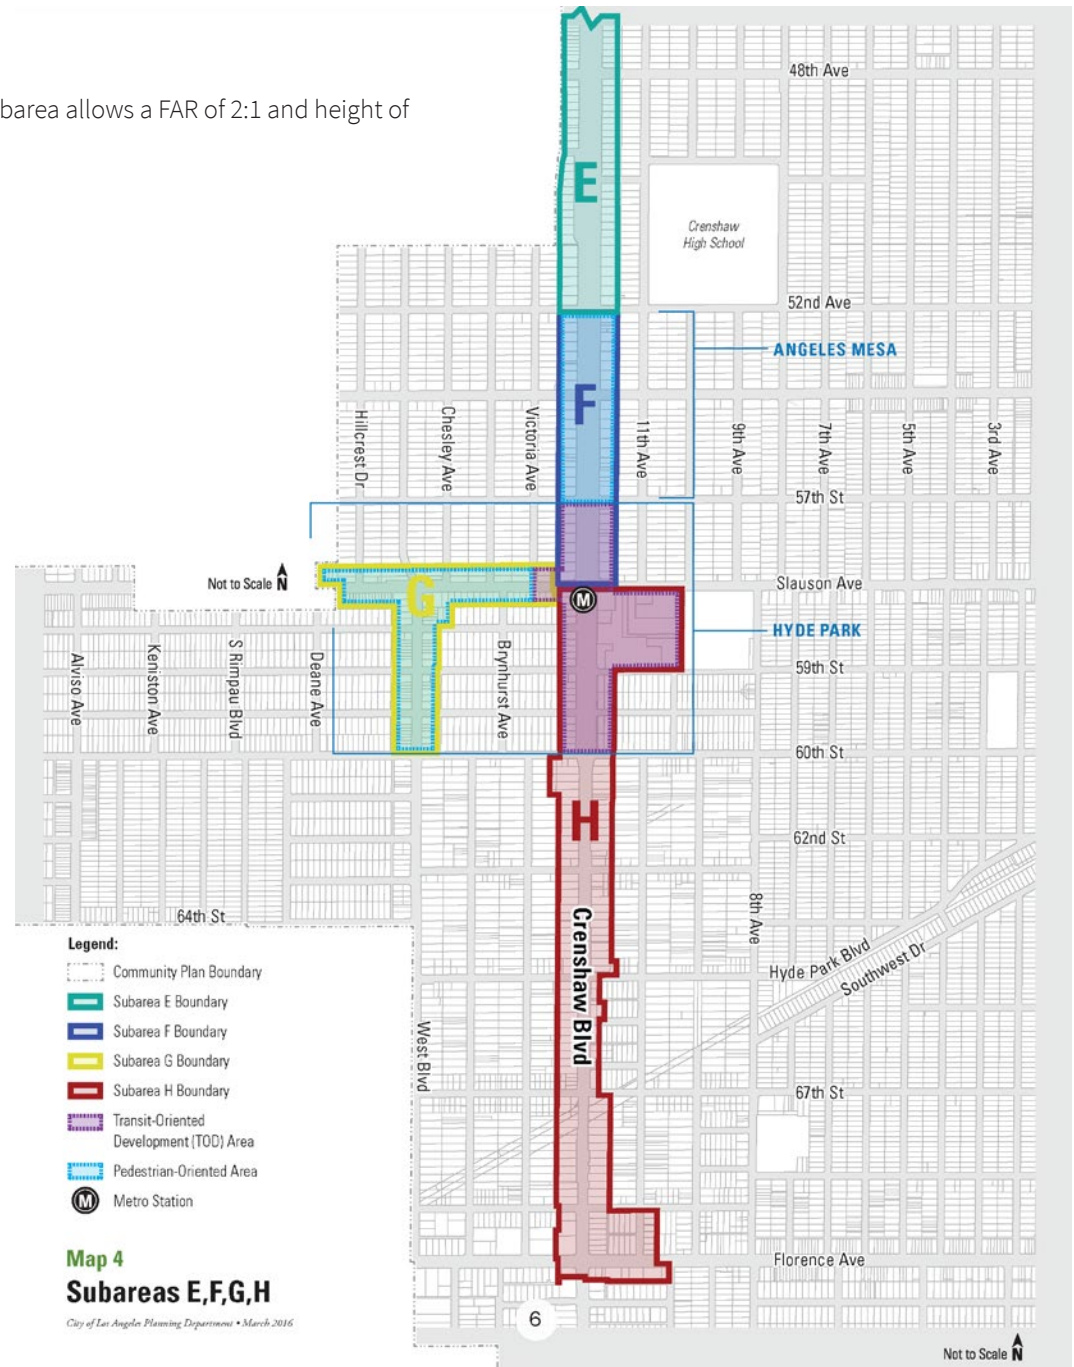 barea allows a FAR of 2:1 and height of
48th Ave
E
Crenshaw
High School
52nd Ave
ANGELES MESA
F
Hillcrest Dr
Chesley Ave
Victoria Ave
11th Ave
9th Ave
7th Ave
5th Ave
3rd Ave
57th St
Not to Scale N
G
M
Slauson Ave
HYDE PARK
Alviso Ave
Keniston Ave
S Rimpau Blvd
Deane Ave
Brynhurst Ave
59th St
60th St
H
62nd St
64th St
8th Ave
Crenshaw Blvd
Hyde Park Blvd
Southwest Dr
West Blvd
67th St
Florence Ave
Legend:
Community Plan Boundary
Subarea E Boundary
Subarea F Boundary
Subarea G Boundary
Subarea H Boundary
Transit-Oriented
Development (TOD) Area
Pedestrian-Oriented Area
M Metro Station
Map 4
Subareas E,F,G,H
City of Los Angeles Planning Department • March 2016
6
Not to Scale N